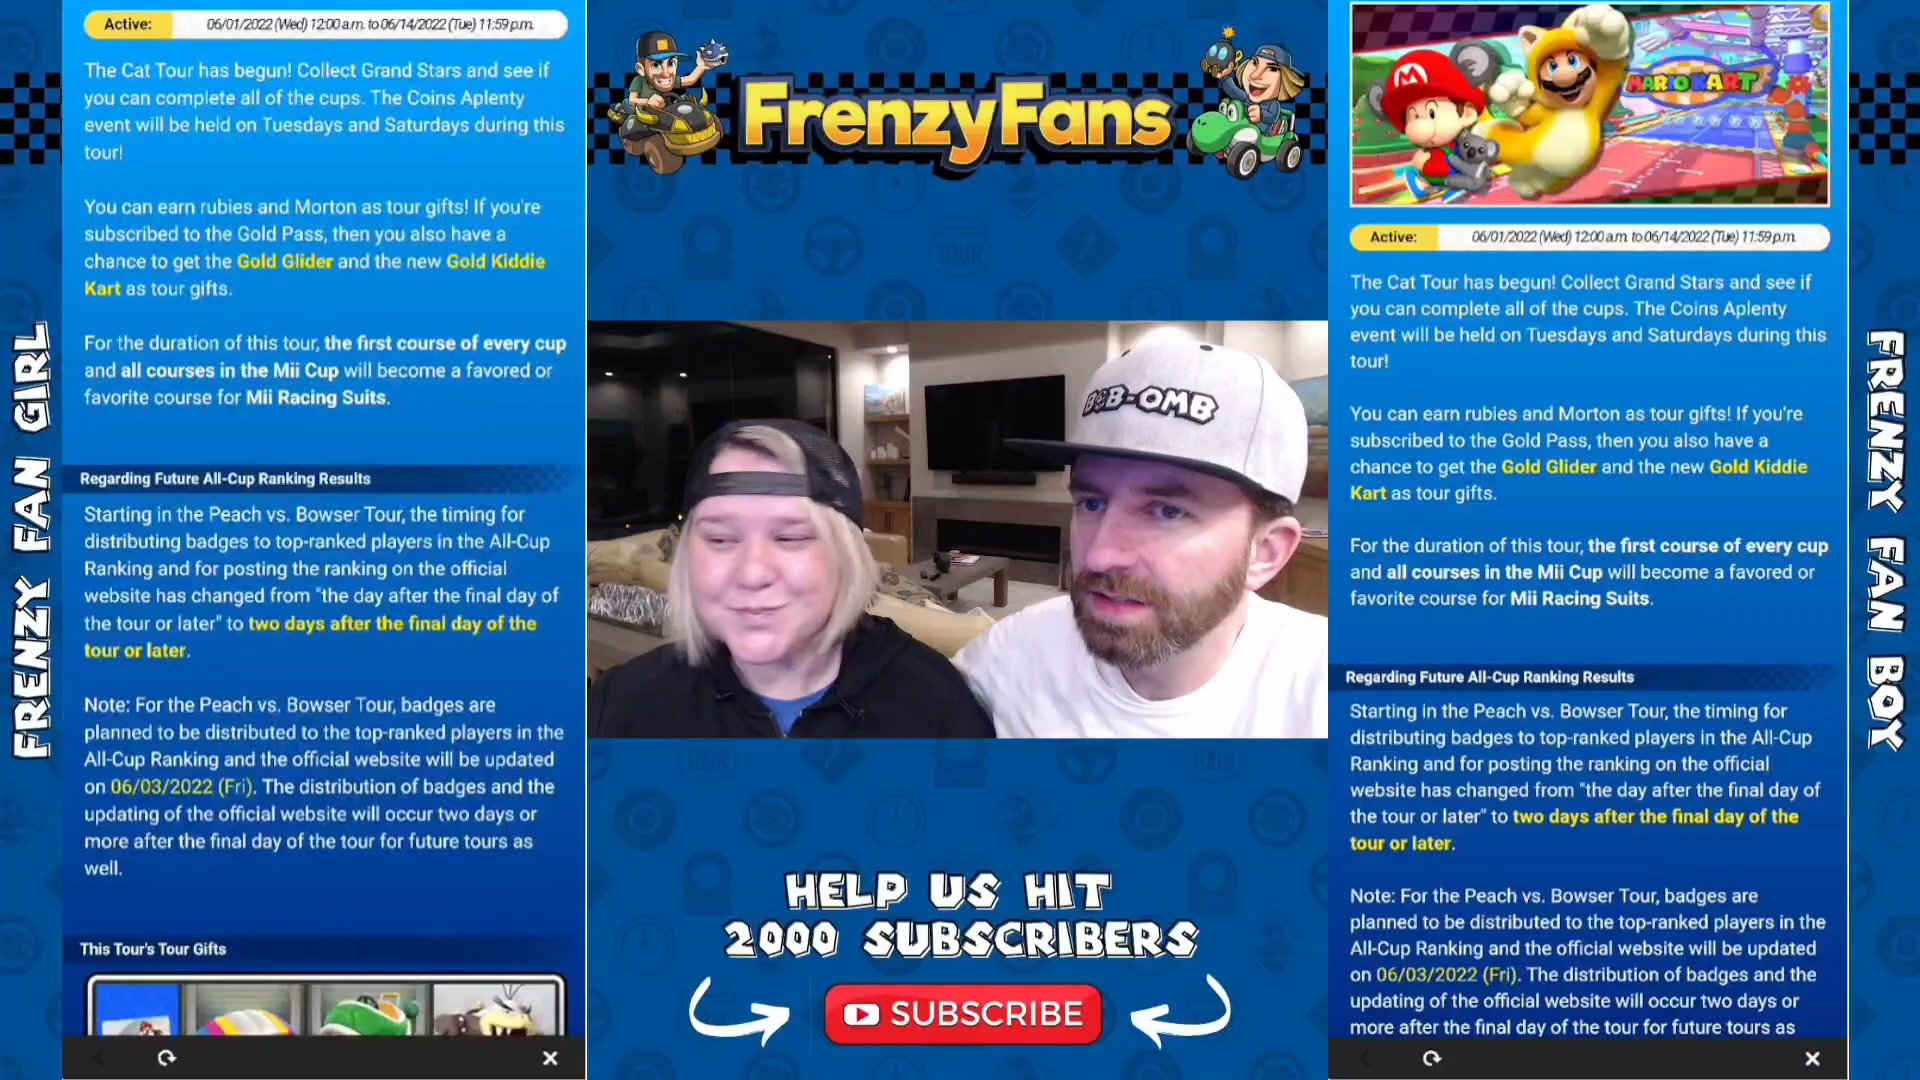 Active: 06/01/2022 (Wed) 12:00 a.m. to 06/14/2022 (Tue) 11:59 p.m.
The Cat Tour has begun! Collect Grand Stars and see if
you can complete all of the cups. The Coins Aplenty
event will be held on Tuesdays and Saturdays during this
tour!
You can earn rubies and Morton as tour gifts! If you're
subscribed to the Gold Pass, then you also have a
chance to get the Gold Glider and the new Gold Kiddie
Kart as tour gifts.
For the duration of this tour, the first course of every cup
and all courses in the Mii Cup will become a favored or
favorite course for Mii Racing Suits.
Regarding Future All-Cup Ranking Results
Starting in the Peach vs. Bowser Tour, the timing for
distributing badges to top-ranked players in the All-Cup
Ranking and for posting the ranking on the official
website has changed from "the day after the final day of
the tour or later" to two days after the final day of the
tour or later.
Note: For the Peach vs. Bowser Tour, badges are
planned to be distributed to the top-ranked players in the
All-Cup Ranking and the official website will be updated
on 06/03/2022 (Fri). The distribution of badges and the
updating of the official website will occur two days or
more after the final day of the tour for future tours as
well.
This Tour's Tour Gifts
FRENZY FAN GIRL
FrenzyFans
BOB-OMB
HELP US HIT
2000 SUBSCRIBERS
SUBSCRIBE
MARIO KART
Active: 06/01/2022 (Wed) 12:00 a.m. to 06/14/2022 (Tue) 11:59 p.m.
The Cat Tour has begun! Collect Grand Stars and see if
you can complete all of the cups. The Coins Aplenty
event will be held on Tuesdays and Saturdays during this
tour!
You can earn rubies and Morton as tour gifts! If you're
subscribed to the Gold Pass, then you also have a
chance to get the Gold Glider and the new Gold Kiddie
Kart as tour gifts.
For the duration of this tour, the first course of every cup
and all courses in the Mii Cup will become a favored or
favorite course for Mii Racing Suits.
Regarding Future All-Cup Ranking Results
Starting in the Peach vs. Bowser Tour, the timing for
distributing badges to top-ranked players in the All-Cup
Ranking and for posting the ranking on the official
website has changed from "the day after the final day of
the tour or later" to two days after the final day of the
tour or later.
Note: For the Peach vs. Bowser Tour, badges are
planned to be distributed to the top-ranked players in the
All-Cup Ranking and the official website will be updated
on 06/03/2022 (Fri). The distribution of badges and the
updating of the official website will occur two days or
more after the final day of the tour for future tours as
FRENZY FAN BOY